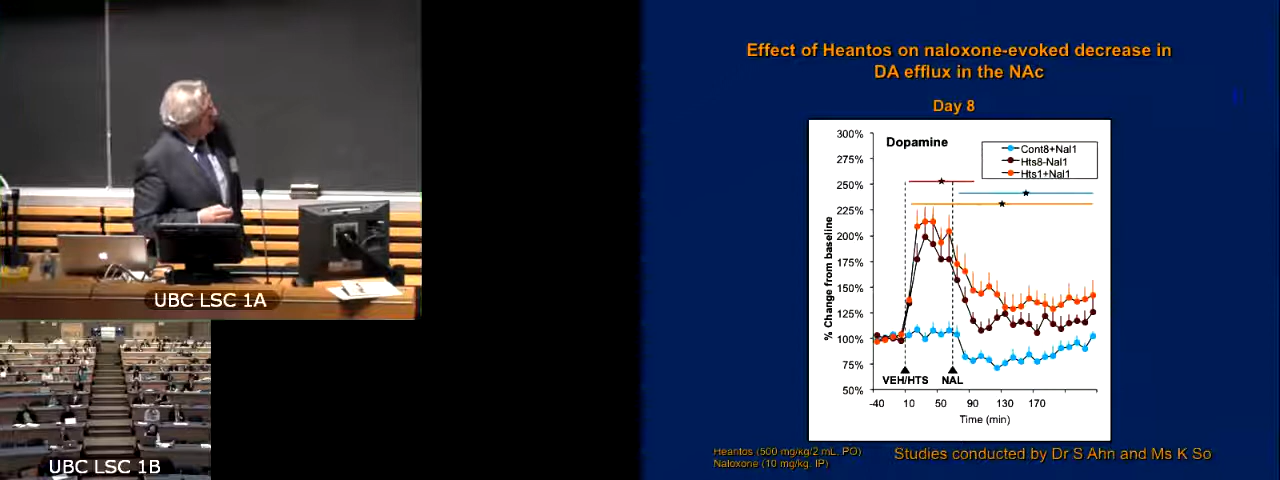 UBC LSC 1A
UBC LSC 1B
Effect of Heantos on naloxone-evoked decrease in
DA efflux in the NAc
Day 8
Dopamine
Cont8+Nal1
Hts8-Nal1
Hts1+Nal1
% Change from baseline
300%
275%
250%
225%
200%
175%
150%
125%
100%
75%
50%
VEH/HTS
NAL
-40
10
50
90
130
170
Time (min)
Heantos (500 mg/kg/2 mL, PO)
Naloxone (10 mg/kg, IP)
Studies conducted by Dr S Ahn and Ms K So